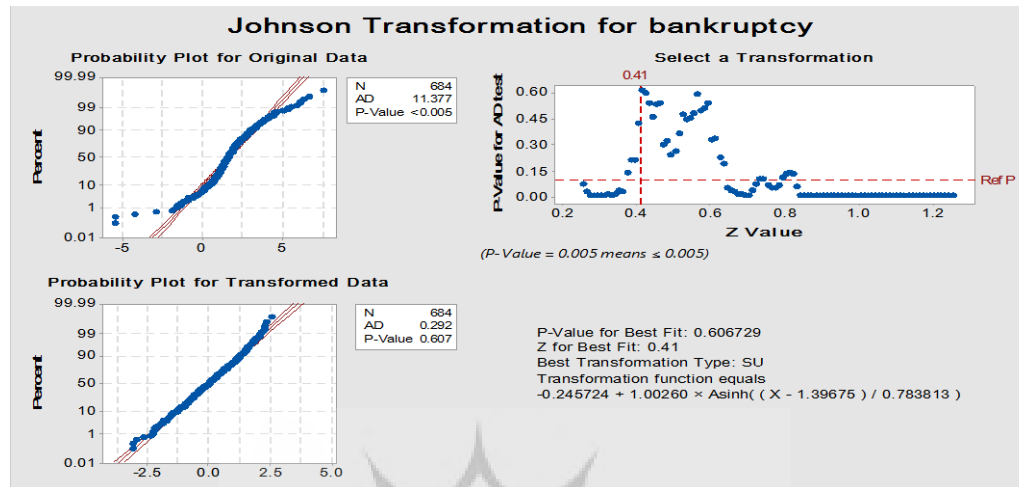 Johnson Transformation for bankruptcy
Probability Plot for Original Data
99.99
99
90
50
10
1
0.01
Percent
-5
0
5
N 684
AD 11.377
P-Value <0.005
Select a Transformation
0.41
0.60
0.45
0.30
0.15
0.00
P-Value for AD test
Ref P
0.2
0.4
0.6
0.8
1.0
1.2
Z Value
(P-Value = 0.005 means ≤ 0.005)
Probability Plot for Transformed Data
99.99
99
90
50
10
1
0.01
Percent
-2.5
0.0
2.5
5.0
N 684
AD 0.292
P-Value 0.607
P-Value for Best Fit: 0.606729
Z for Best Fit: 0.41
Best Transformation Type: SU
Transformation function equals
-0.245724 + 1.00260 × Asinh( ( X - 1.39675 ) / 0.783813 )